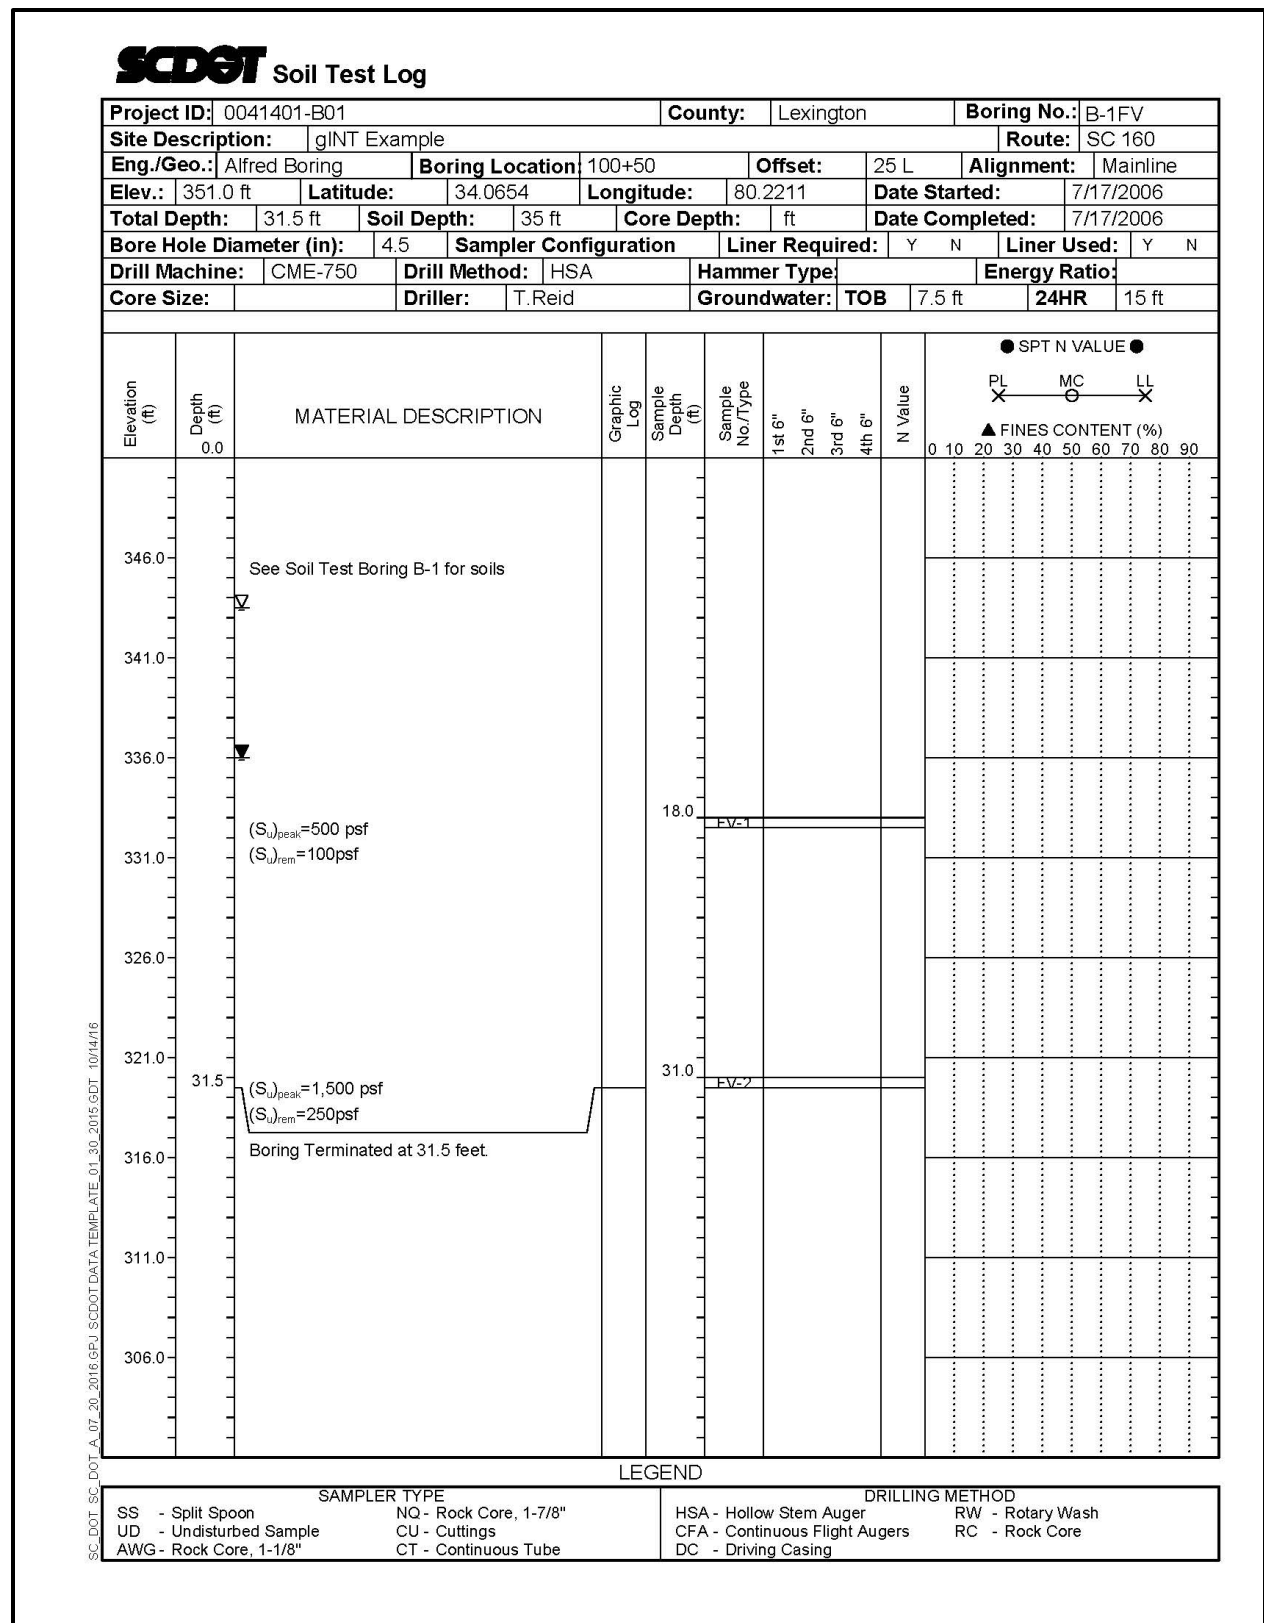 SCDOT Soil Test Log
Project ID: 0041401-B01 County: Lexington Boring No.: B-1FV
Site Description: gINT Example Route: SC 160
Eng./Geo.: Alfred Boring Boring Location: 100+50 Offset: 25 L Alignment: Mainline
Elev.: 351.0 ft Latitude: 34.0654 Longitude: 80.2211 Date Started: 7/17/2006
Total Depth: 31.5 ft Soil Depth: 35 ft Core Depth: ft Date Completed: 7/17/2006
Bore Hole Diameter (in): 4.5 Sampler Configuration Liner Required: Y N Liner Used: Y N
Drill Machine: CME-750 Drill Method: HSA Hammer Type: Energy Ratio:
Core Size: Driller: T.Reid Groundwater: TOB 7.5 ft 24HR 15 ft
Elevation (ft)
Depth (ft)
0.0
MATERIAL DESCRIPTION
Graphic Log
Sample Depth (ft)
Sample No./Type
1st 6"
2nd 6"
3rd 6"
4th 6"
N Value
● SPT N VALUE ●
PL MC LL
▲ FINES CONTENT (%)
0 10 20 30 40 50 60 70 80 90
346.0
See Soil Test Boring B-1 for soils
341.0
336.0
18.0 FV-1
(Su)peak=500 psf
331.0 (Su)rem=100psf
326.0
321.0
31.5 31.0 FV-2
(Su)peak=1,500 psf
(Su)rem=250psf
316.0 Boring Terminated at 31.5 feet.
311.0
306.0
SC_DOT SC_DOT_A_07_20_2016.GPJ SCDOT DATA TEMPLATE_01_30_2015.GDT 10/14/16
LEGEND
SAMPLER TYPE DRILLING METHOD
SS - Split Spoon NQ - Rock Core, 1-7/8" HSA - Hollow Stem Auger RW - Rotary Wash
UD - Undisturbed Sample CU - Cuttings CFA - Continuous Flight Augers RC - Rock Core
AWG - Rock Core, 1-1/8" CT - Continuous Tube DC - Driving Casing